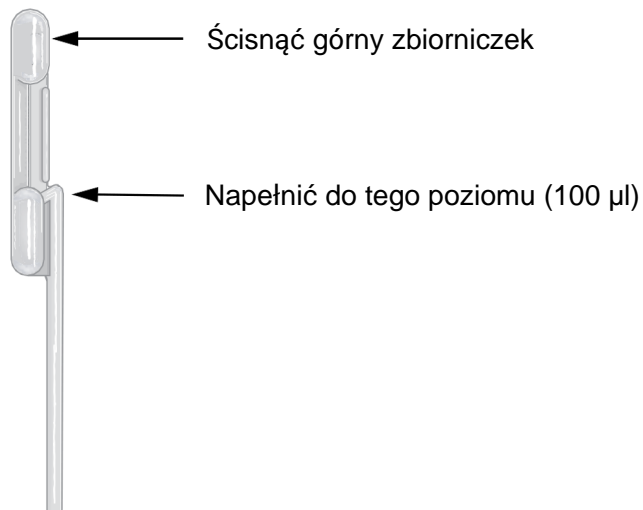 Ścisnąć górny zbiorniczek
Napełnić do tego poziomu (100 µl)